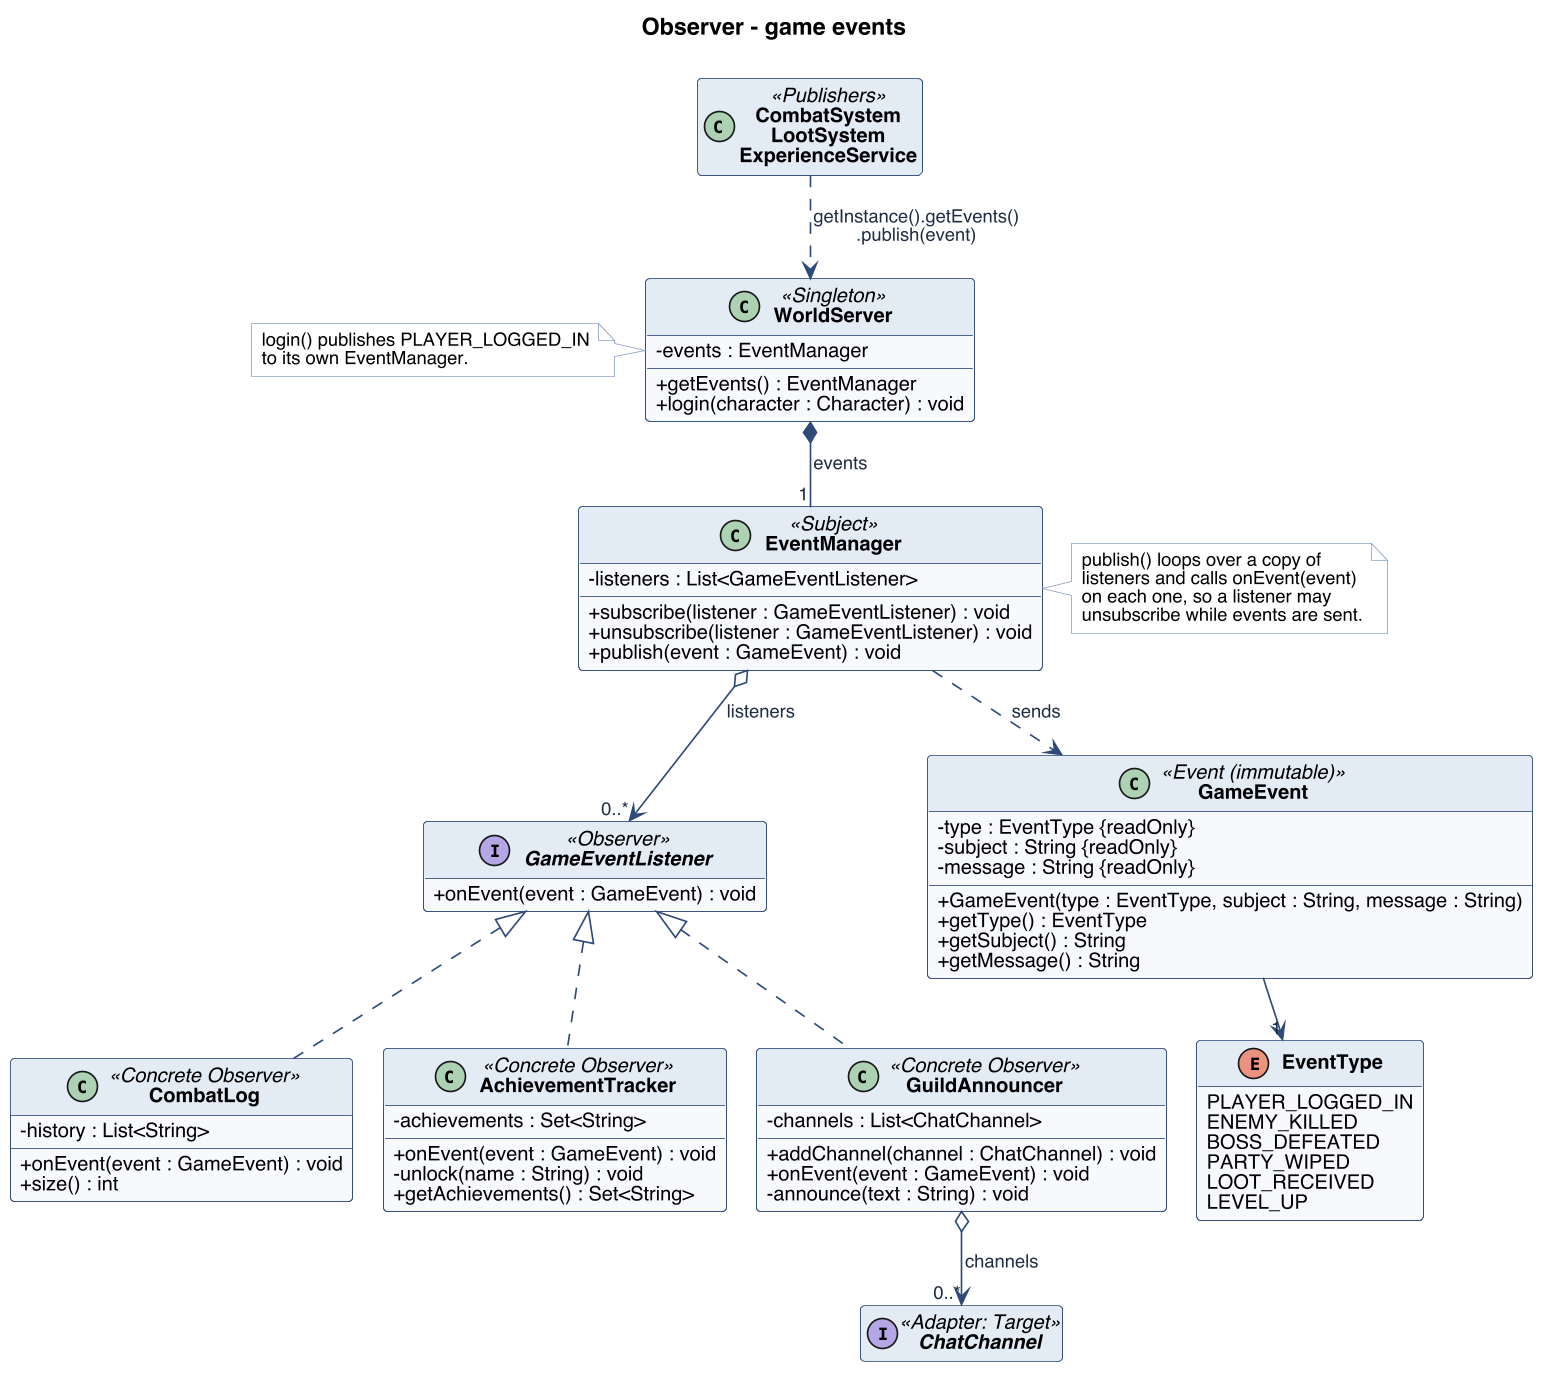 Observer - game events
«Publishers»
C
CombatSystem
LootSystem
ExperienceService
getInstance().getEvents()
.publish(event)
«Singleton»
C
WorldServer
-events : EventManager
+getEvents() : EventManager
+login(character : Character) : void
login() publishes PLAYER_LOGGED_IN
to its own EventManager.
events
1
«Subject»
C
EventManager
-listeners : List<GameEventListener>
+subscribe(listener : GameEventListener) : void
+unsubscribe(listener : GameEventListener) : void
+publish(event : GameEvent) : void
publish() loops over a copy of
listeners and calls onEvent(event)
on each one, so a listener may
unsubscribe while events are sent.
listeners
0..*
sends
«Observer»
I
GameEventListener
+onEvent(event : GameEvent) : void
«Event (immutable)»
C
GameEvent
-type : EventType {readOnly}
-subject : String {readOnly}
-message : String {readOnly}
+GameEvent(type : EventType, subject : String, message : String)
+getType() : EventType
+getSubject() : String
+getMessage() : String
1
«Concrete Observer»
C
CombatLog
-history : List<String>
+onEvent(event : GameEvent) : void
+size() : int
«Concrete Observer»
C
AchievementTracker
-achievements : Set<String>
+onEvent(event : GameEvent) : void
-unlock(name : String) : void
+getAchievements() : Set<String>
«Concrete Observer»
C
GuildAnnouncer
-channels : List<ChatChannel>
+addChannel(channel : ChatChannel) : void
+onEvent(event : GameEvent) : void
-announce(text : String) : void
E
EventType
PLAYER_LOGGED_IN
ENEMY_KILLED
BOSS_DEFEATED
PARTY_WIPED
LOOT_RECEIVED
LEVEL_UP
channels
0..*
«Adapter: Target»
I
ChatChannel